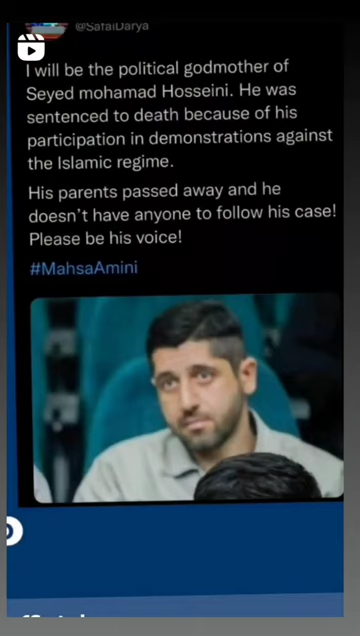 @SafaiDarya
I will be the political godmother of
Seyed mohamad Hosseini. He was
sentenced to death because of his
participation in demonstrations against
the Islamic regime.
His parents passed away and he
doesn't have anyone to follow his case!
Please be his voice!
#MahsaAmini